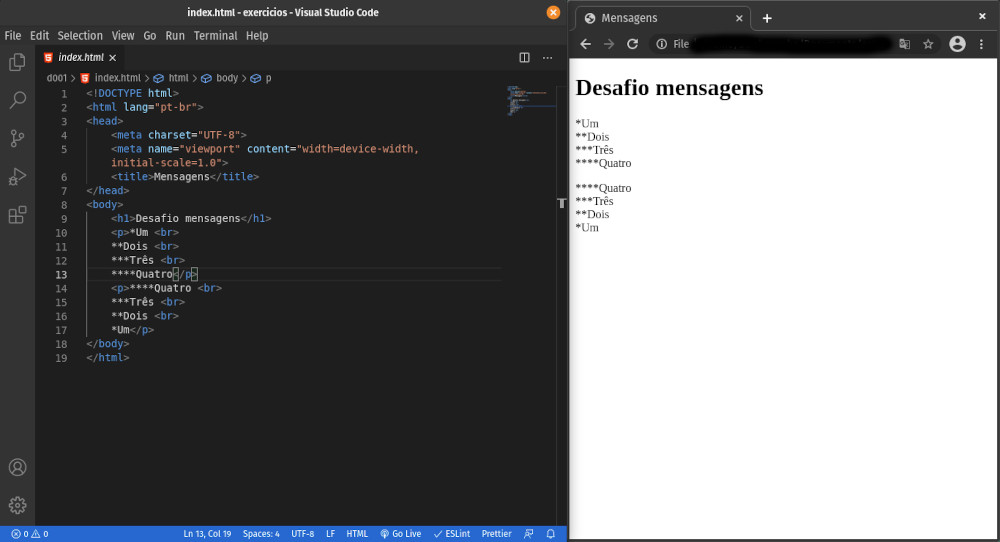 index.html - exercicios - Visual Studio Code
File Edit Selection View Go Run Terminal Help
index.html
d001 > index.html > html > body > p
1 <!DOCTYPE html>
2 <html lang="pt-br">
3 <head>
4 <meta charset="UTF-8">
5 <meta name="viewport" content="width=device-width,
initial-scale=1.0">
6 <title>Mensagens</title>
7 </head>
8 <body>
9 <h1>Desafio mensagens</h1>
10 <p>*Um <br>
11 **Dois <br>
12 ***Três <br>
13 ****Quatro</p>
14 <p>****Quatro <br>
15 ***Três <br>
16 **Dois <br>
17 *Um</p>
18 </body>
19 </html>
0 0 Ln 13, Col 19 Spaces: 4 UTF-8 LF HTML Go Live ESLint Prettier
Mensagens
File
Desafio mensagens
*Um
**Dois
***Três
****Quatro
****Quatro
***Três
**Dois
*Um